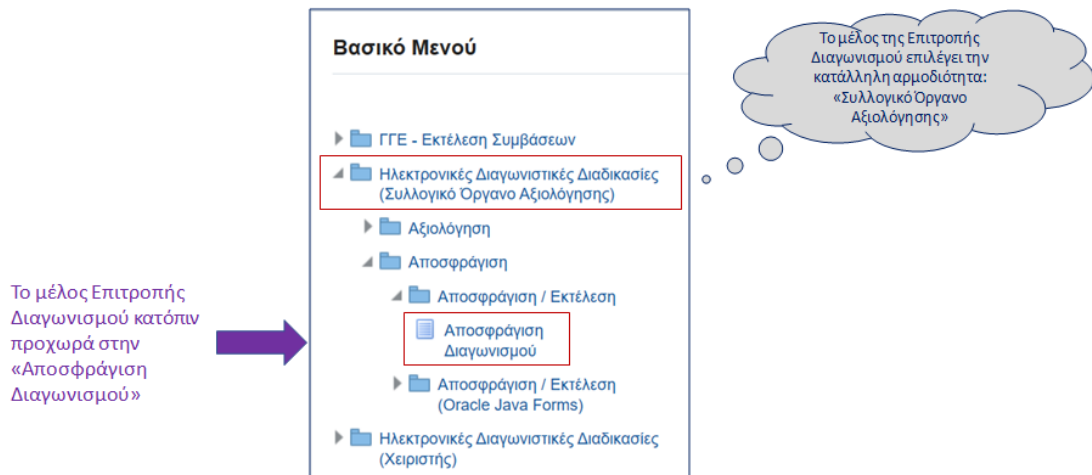 Βασικό Μενού
Το μέλος της Επιτροπής
Διαγωνισμού επιλέγει την
κατάλληλη αρμοδιότητα:
«Συλλογικό Όργανο
Αξιολόγησης»
ΓΓΕ - Εκτέλεση Συμβάσεων
Ηλεκτρονικές Διαγωνιστικές Διαδικασίες
(Συλλογικό Όργανο Αξιολόγησης)
Αξιολόγηση
Αποσφράγιση
Αποσφράγιση / Εκτέλεση
Αποσφράγιση
Διαγωνισμού
Αποσφράγιση / Εκτέλεση
(Oracle Java Forms)
Ηλεκτρονικές Διαγωνιστικές Διαδικασίες
(Χειριστής)
Το μέλος Επιτροπής
Διαγωνισμού κατόπιν
προχωρά στην
«Αποσφράγιση
Διαγωνισμού»